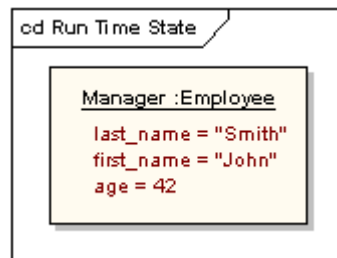 cd Run Time State
Manager :Employee
last_name = "Smith"
first_name = "John"
age = 42